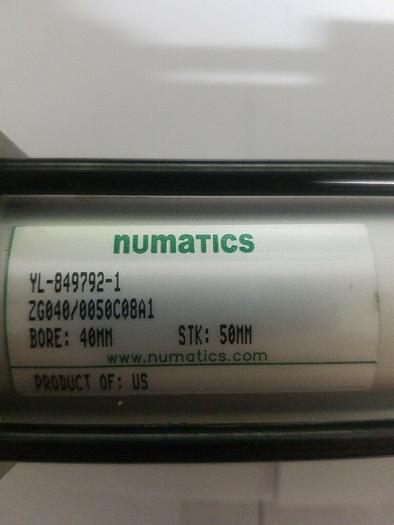 numatics
YL-849792-1
ZG040/0050C08A1
BORE: 40MM STK: 50MM
www.numatics.com
PRODUCT OF: US